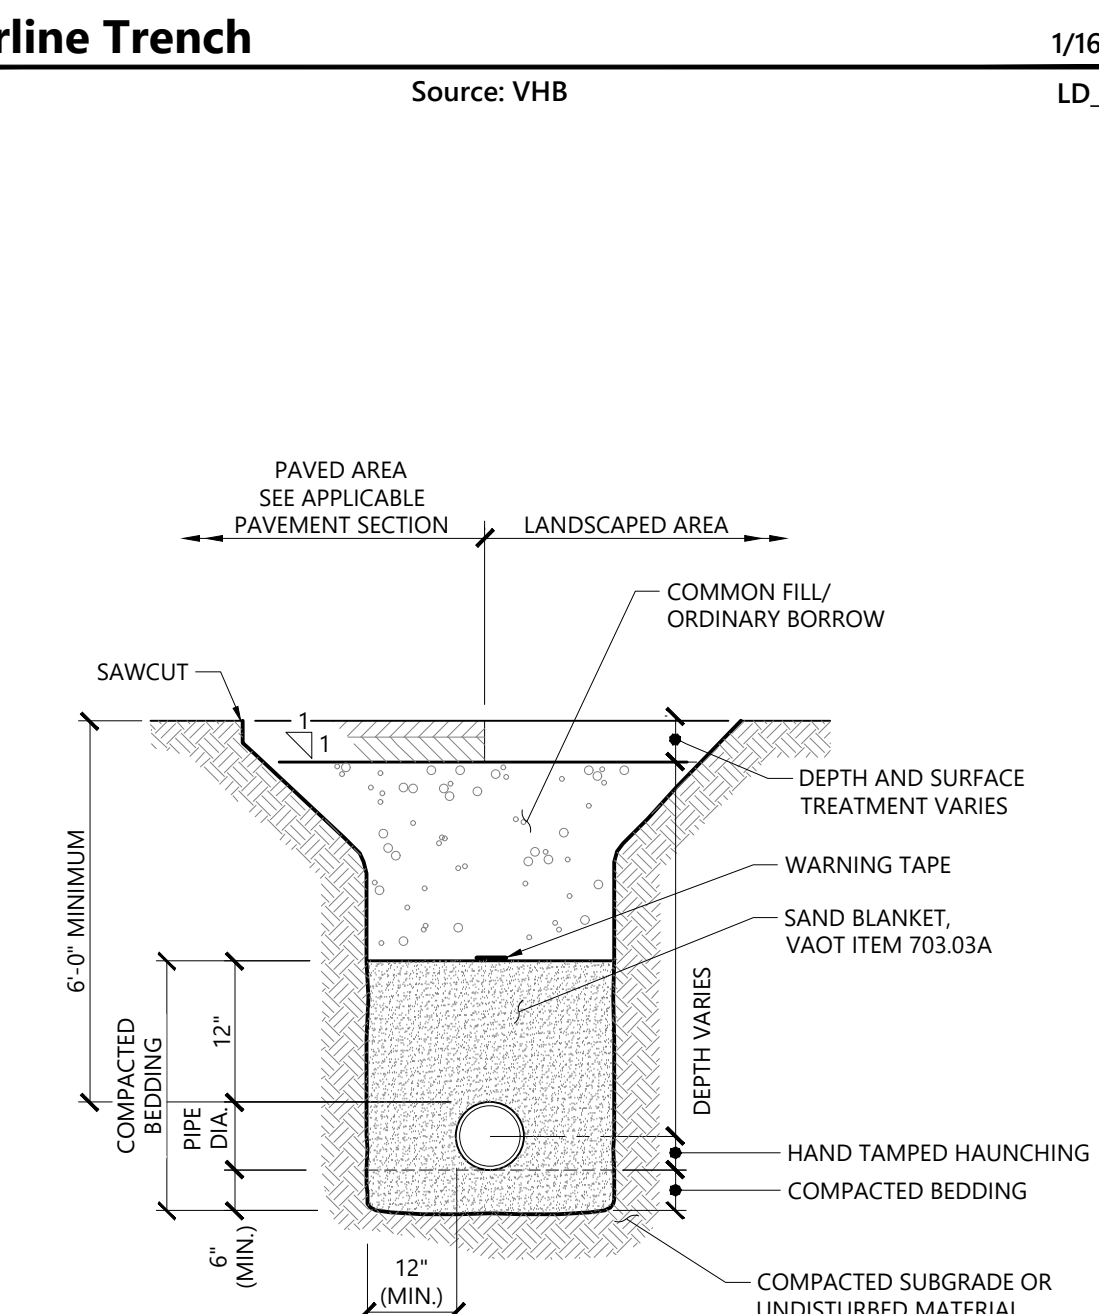 rline Trench
1/16
Source: VHB
LD_
PAVED AREA
SEE APPLICABLE
PAVEMENT SECTION
LANDSCAPED AREA
COMMON FILL/
ORDINARY BORROW
SAWCUT
1
1
DEPTH AND SURFACE
TREATMENT VARIES
6'-0" MINIMUM
WARNING TAPE
SAND BLANKET,
VAOT ITEM 703.03A
12"
COMPACTED
BEDDING
DEPTH VARIES
PIPE
DIA.
HAND TAMPED HAUNCHING
COMPACTED BEDDING
6"
(MIN.)
12"
(MIN.)
COMPACTED SUBGRADE OR
UNDISTURBED MATERIAL